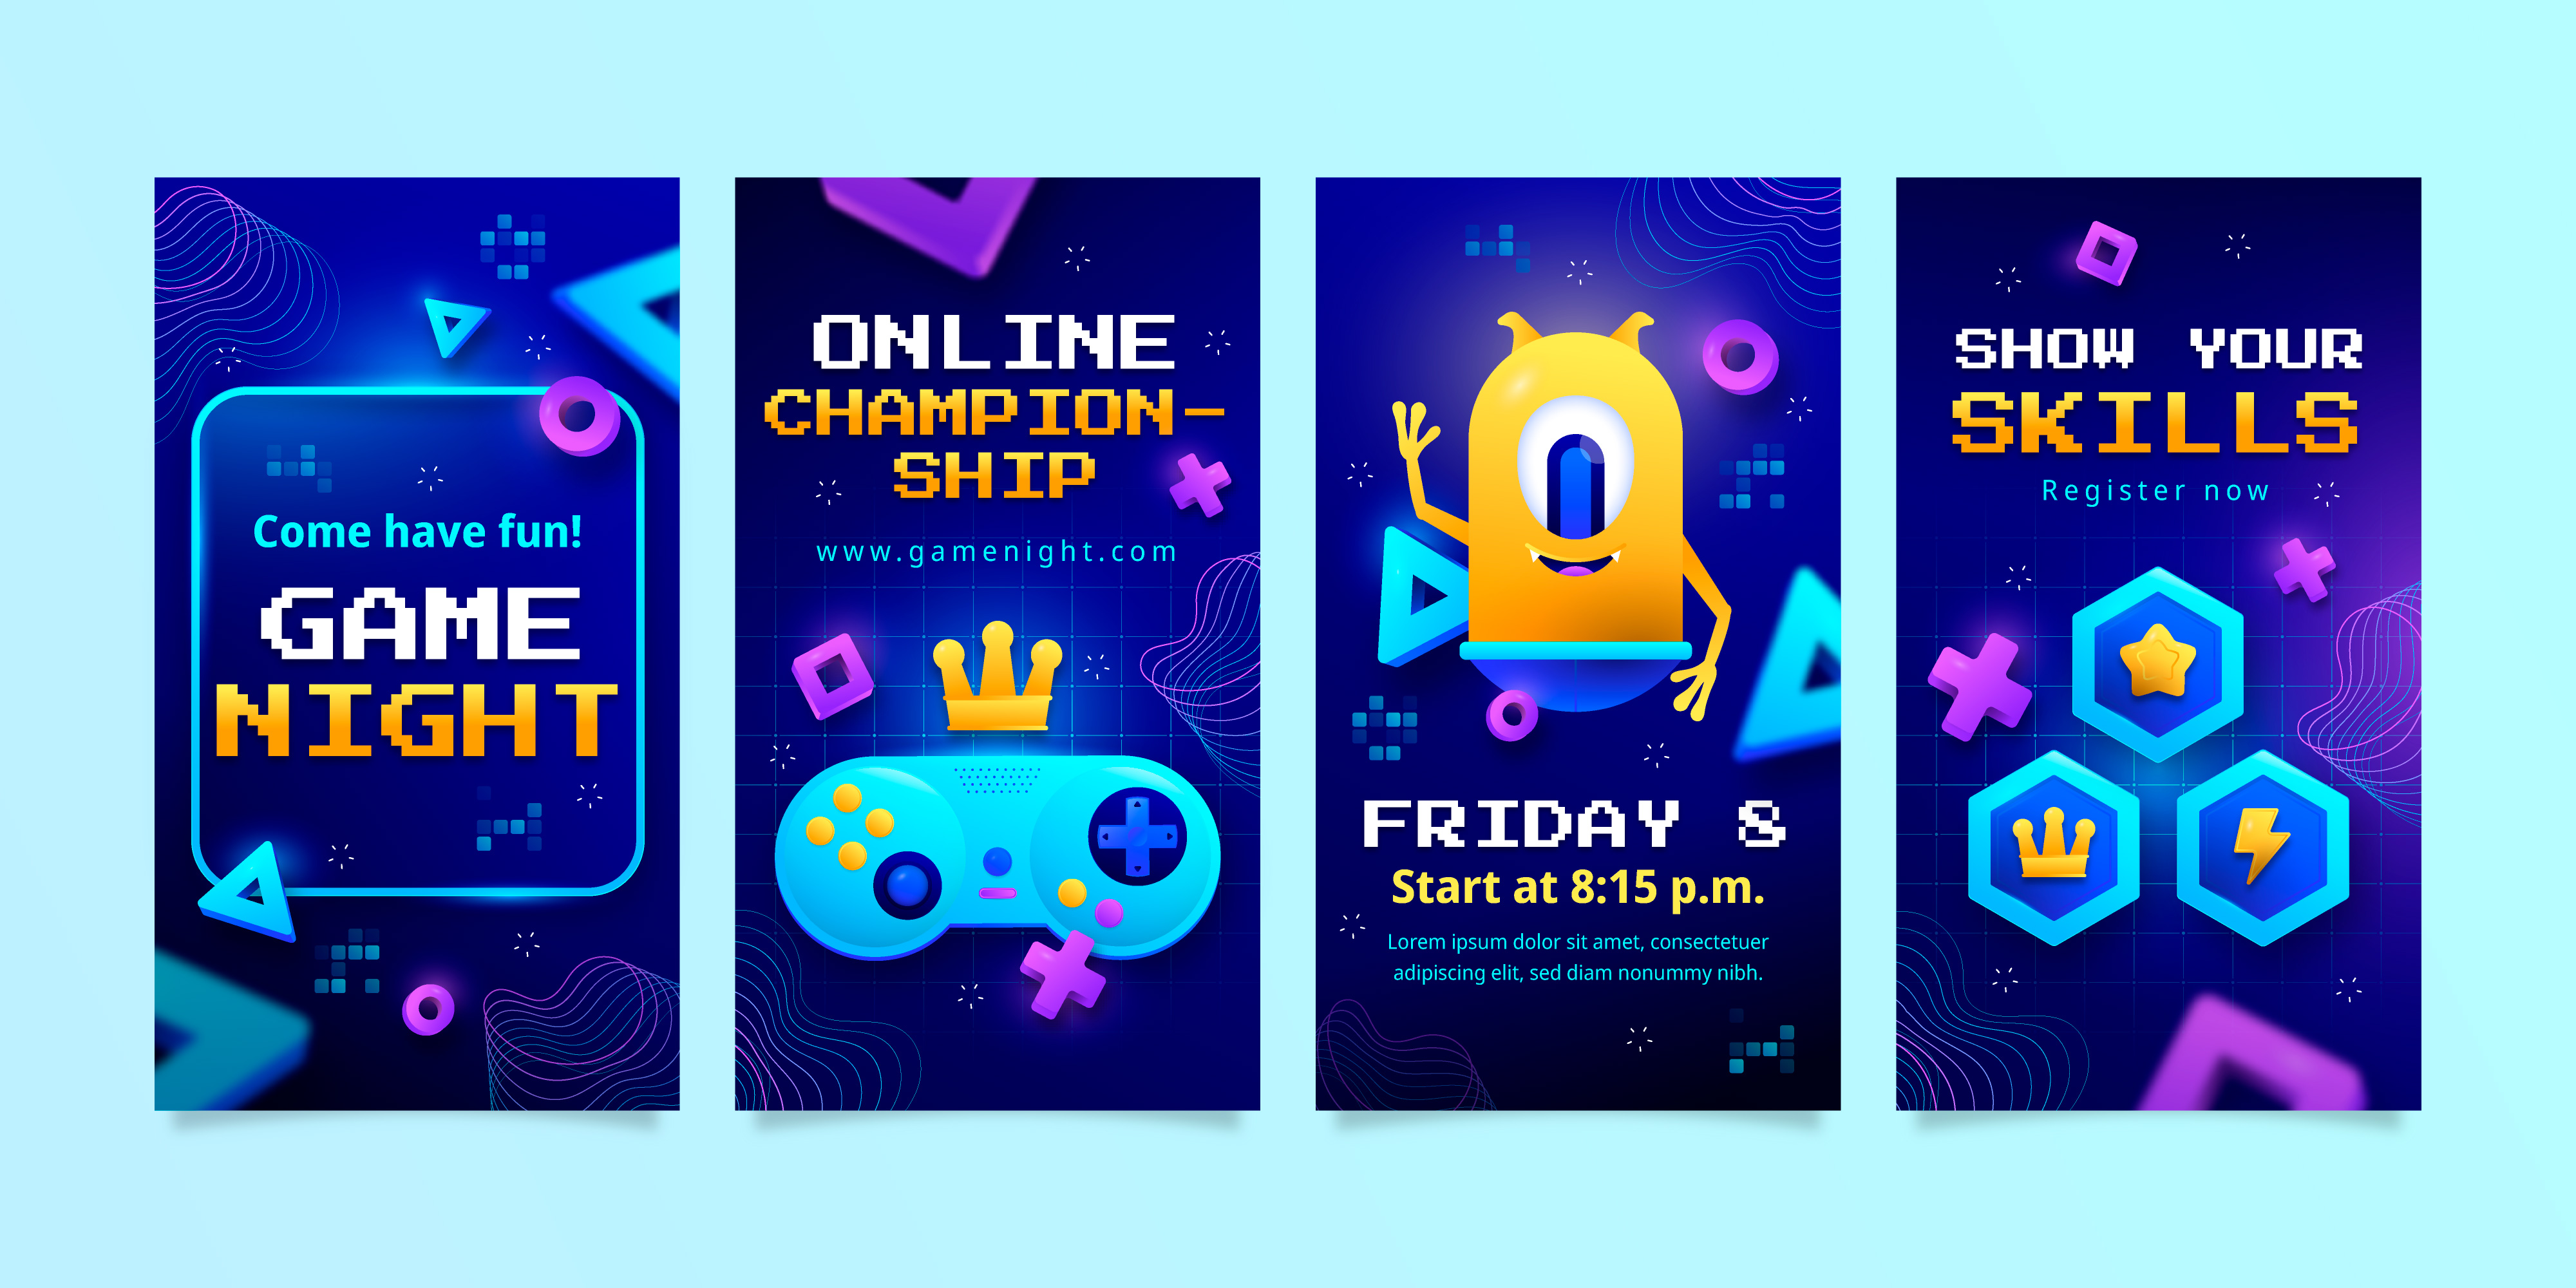 Come have fun!
GAME
NIGHT
ONLINE
CHAMPION-
SHIP
www.gamenight.com
FRIDAY 8
Start at 8:15 p.m.
Lorem ipsum dolor sit amet, consectetuer
adipiscing elit, sed diam nonummy nibh.
SHOW YOUR
SKILLS
Register now